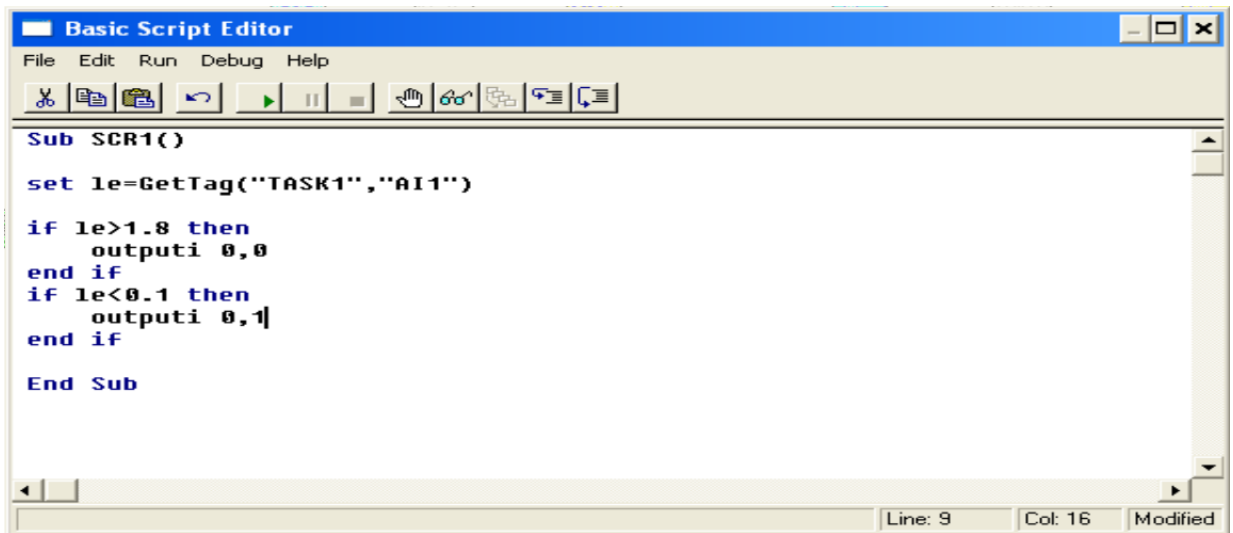 Basic Script Editor
File Edit Run Debug Help
Sub SCR1()
set le=GetTag("TASK1","AI1")
if le>1.8 then
outputi 0,0
end if
if le<0.1 then
outputi 0,1
end if
End Sub
Line: 9 Col: 16 Modified